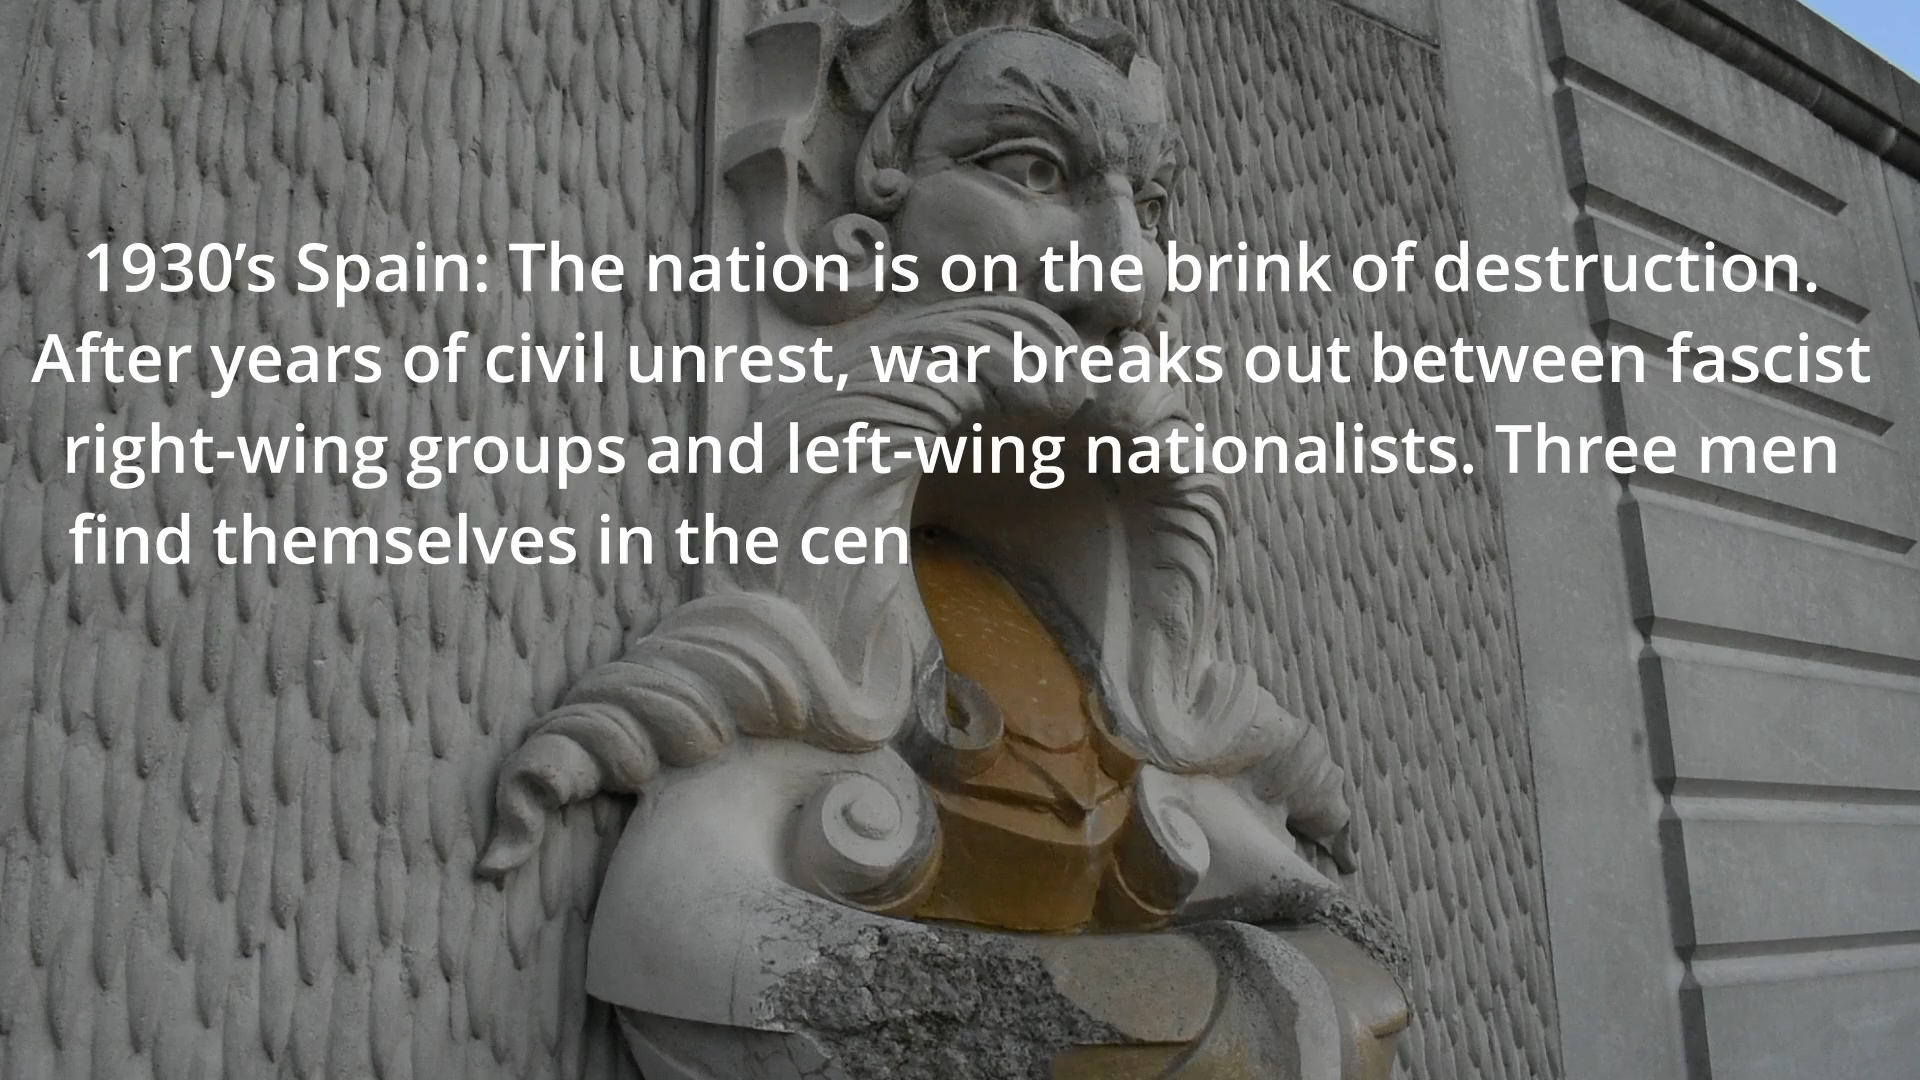 1930’s Spain: The nation is on the brink of destruction.
After years of civil unrest, war breaks out between fascist
right-wing groups and left-wing nationalists. Three men
find themselves in the cen